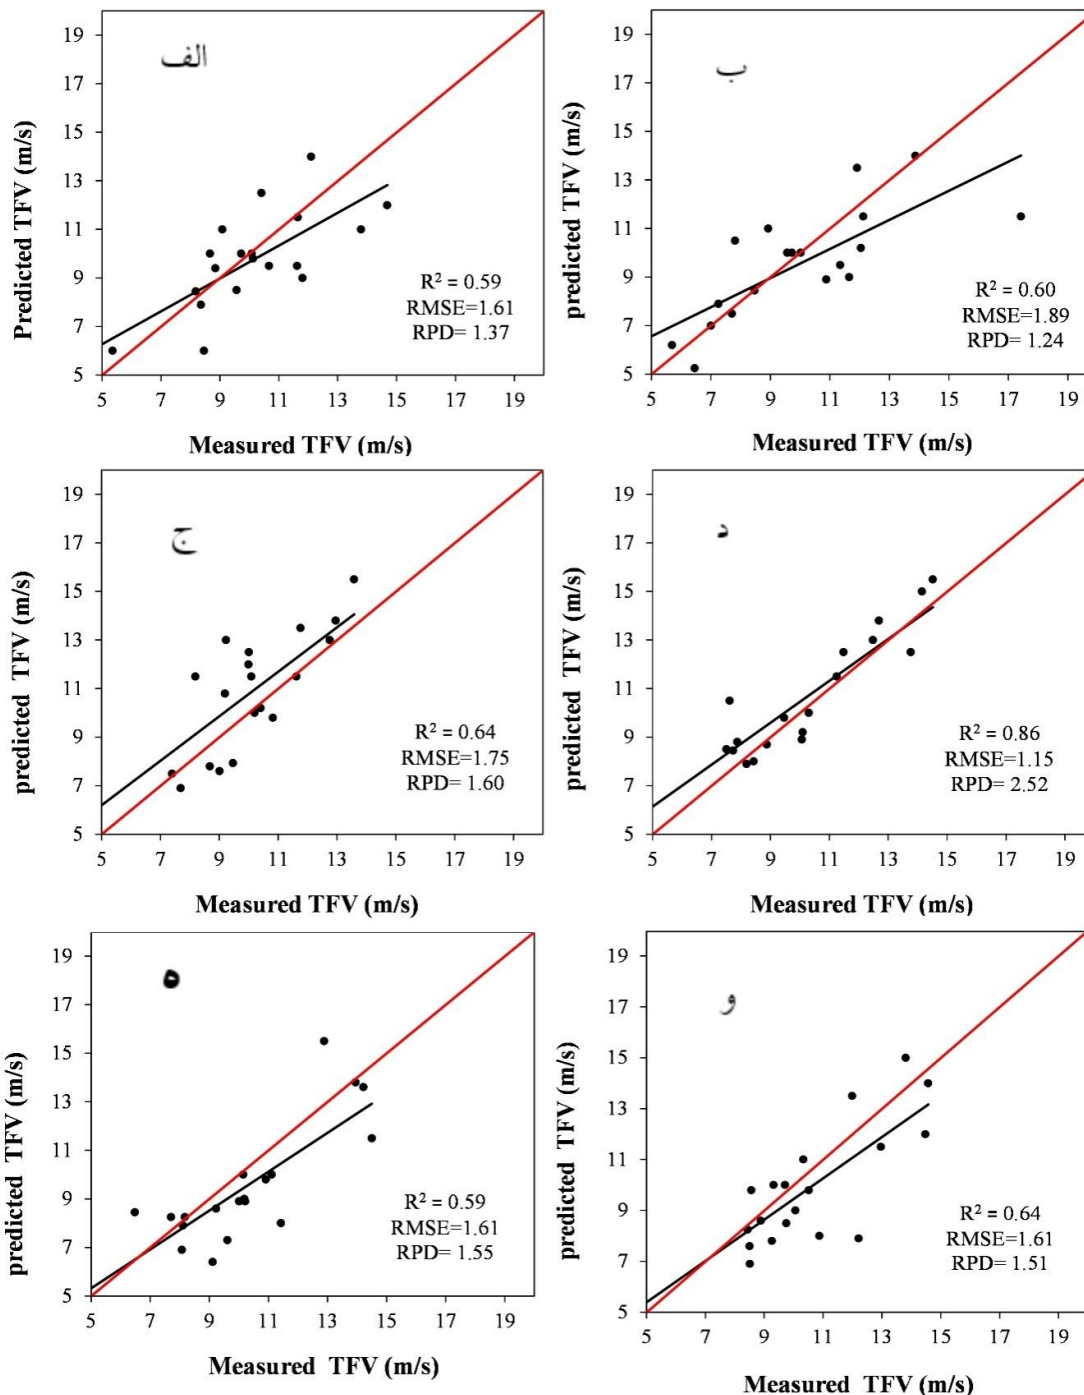 الف
Predicted TFV (m/s)
19
17
15
13
11
9
7
5
R² = 0.59
RMSE=1.61
RPD= 1.37
5 7 9 11 13 15 17 19
Measured TFV (m/s)
ب
predicted TFV (m/s)
19
17
15
13
11
9
7
5
R² = 0.60
RMSE=1.89
RPD= 1.24
5 7 9 11 13 15 17 19
Measured TFV (m/s)
ج
predicted TFV (m/s)
19
17
15
13
11
9
7
5
R² = 0.64
RMSE=1.75
RPD= 1.60
5 7 9 11 13 15 17 19
Measured TFV (m/s)
د
predicted TFV (m/s)
19
17
15
13
11
9
7
5
R² = 0.86
RMSE=1.15
RPD= 2.52
5 7 9 11 13 15 17 19
Measured TFV (m/s)
ه
predicted TFV (m/s)
19
17
15
13
11
9
7
5
R² = 0.59
RMSE=1.61
RPD= 1.55
5 7 9 11 13 15 17 19
Measured TFV (m/s)
و
predicted TFV (m/s)
19
17
15
13
11
9
7
5
R² = 0.64
RMSE=1.61
RPD= 1.51
5 7 9 11 13 15 17 19
Measured TFV (m/s)